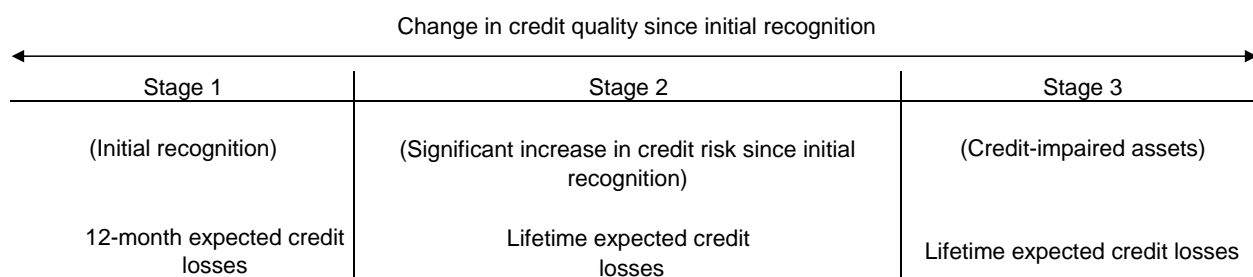 Change in credit quality since initial recognition
Stage 1
Stage 2
Stage 3
(Initial recognition)
(Significant increase in credit risk since initial
recognition)
(Credit-impaired assets)
12-month expected credit
losses
Lifetime expected credit
losses
Lifetime expected credit losses